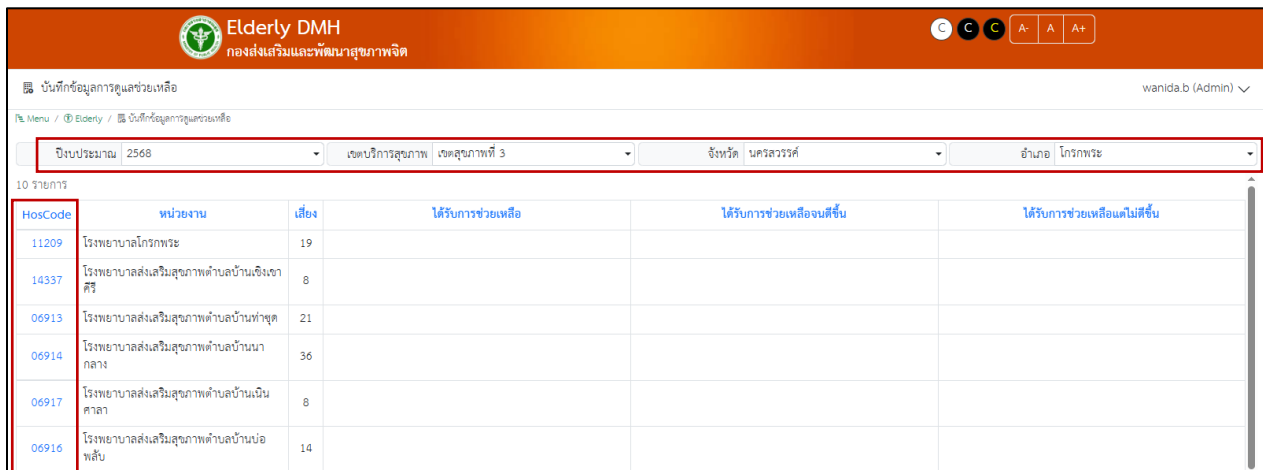 Elderly DMH
กองส่งเสริมและพัฒนาสุขภาพจิต
C C C A- A A+
บันทึกข้อมูลการดูแลช่วยเหลือ
wanida.b (Admin)
Menu / Elderly / บันทึกข้อมูลการดูแลช่วยเหลือ
ปีงบประมาณ 2568 เขตบริการสุขภาพ เขตสุขภาพที่ 3 จังหวัด นครสวรรค์ อำเภอ โกรกพระ
10 รายการ
HosCode หน่วยงาน เสี่ยง ได้รับการช่วยเหลือ ได้รับการช่วยเหลือจนดีขึ้น ได้รับการช่วยเหลือแต่ไม่ดีขึ้น
11209 โรงพยาบาลโกรกพระ 19
14337 โรงพยาบาลส่งเสริมสุขภาพตำบลบ้านเชิงเขา 8
คีรี
06913 โรงพยาบาลส่งเสริมสุขภาพตำบลบ้านท่าซุด 21
06914 โรงพยาบาลส่งเสริมสุขภาพตำบลบ้านนา 36
กลาง
06917 โรงพยาบาลส่งเสริมสุขภาพตำบลบ้านเนิน 8
ศาลา
06916 โรงพยาบาลส่งเสริมสุขภาพตำบลบ้านบ่อ 14
พลับ